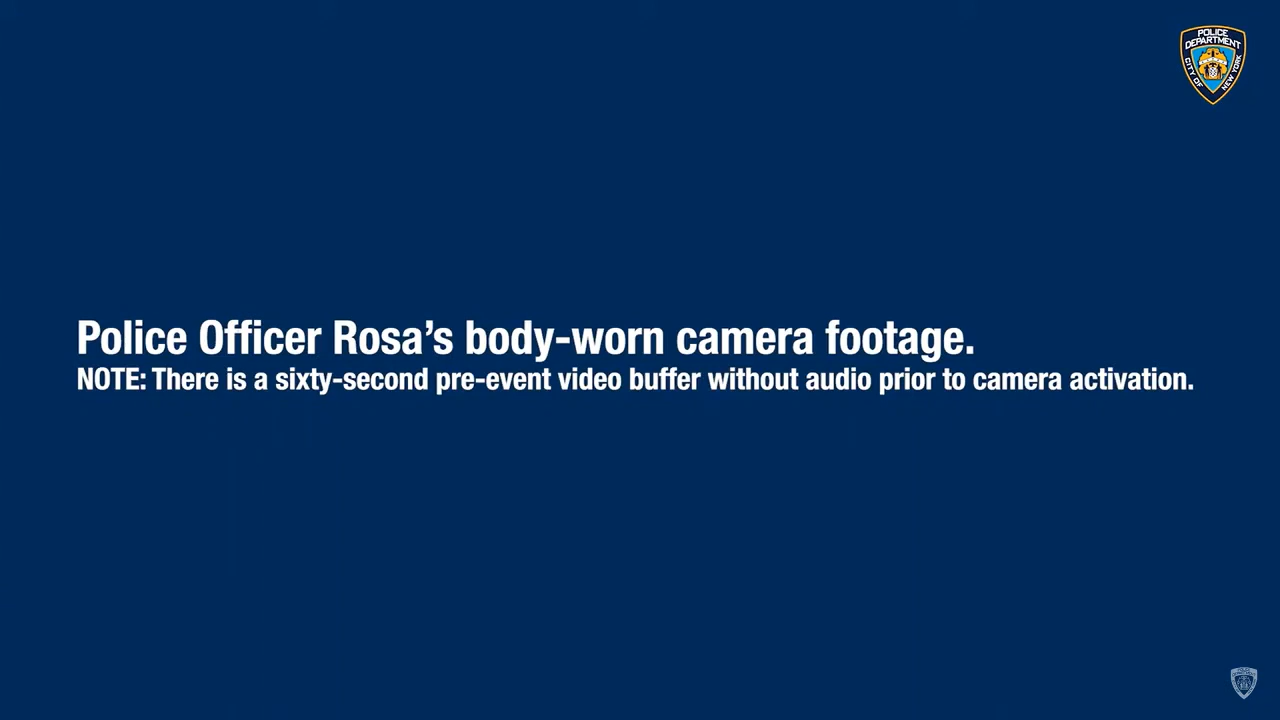 POLICE
DEPARTMENT
CITY OF
NEW YORK
Police Officer Rosa’s body-worn camera footage.
NOTE: There is a sixty-second pre-event video buffer without audio prior to camera activation.